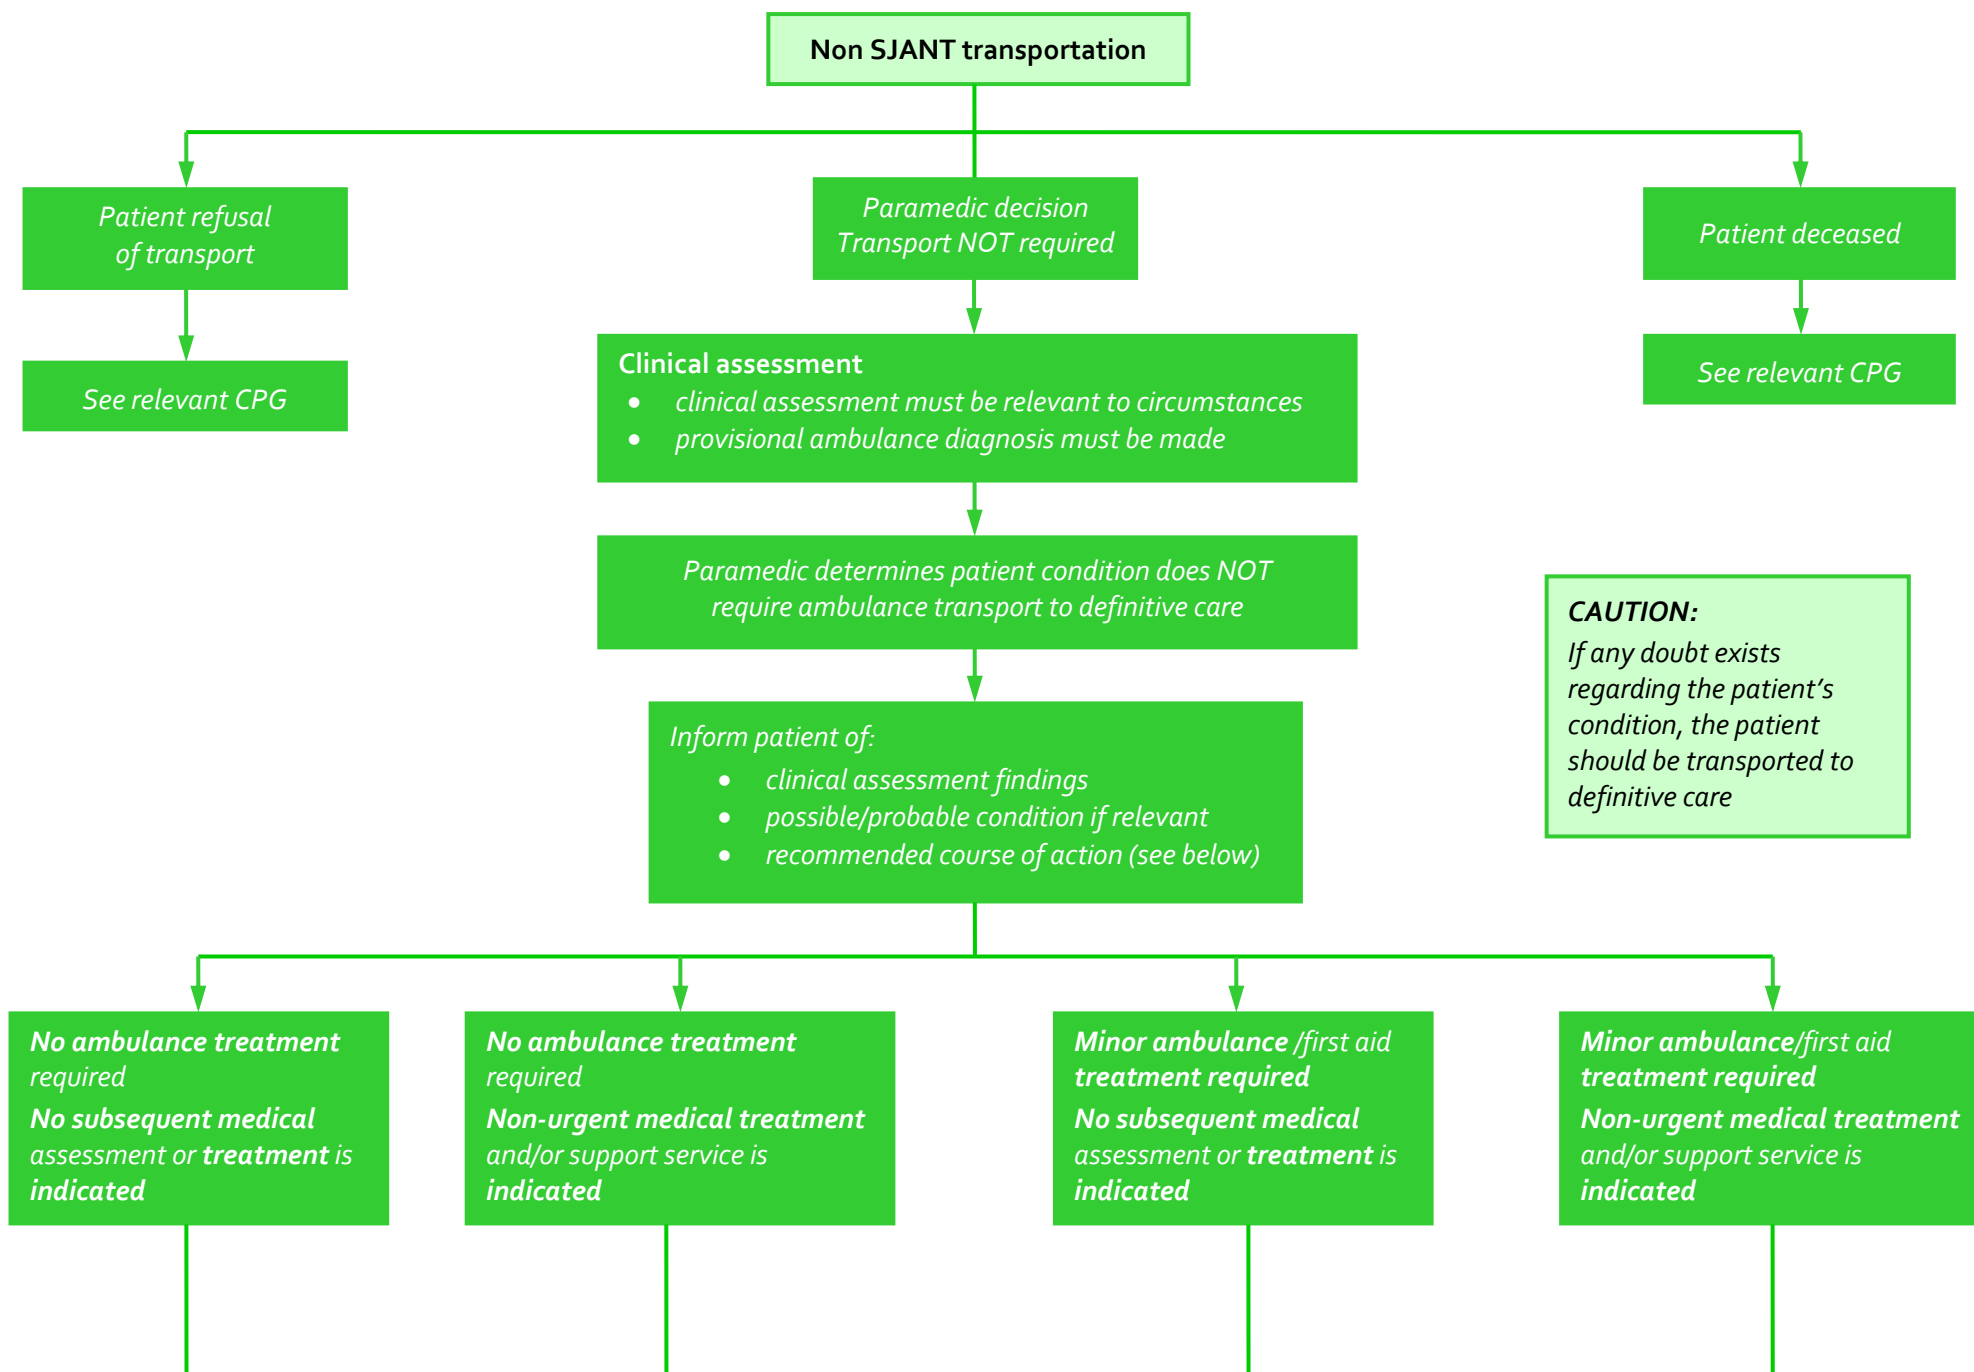 Non SJANT transportation
Patient refusal
of transport
Paramedic decision
Transport NOT required
Patient deceased
See relevant CPG
Clinical assessment
• clinical assessment must be relevant to circumstances
• provisional ambulance diagnosis must be made
See relevant CPG
Paramedic determines patient condition does NOT
require ambulance transport to definitive care
CAUTION:
If any doubt exists
regarding the patient’s
condition, the patient
should be transported to
definitive care
Inform patient of:
• clinical assessment findings
• possible/probable condition if relevant
• recommended course of action (see below)
No ambulance treatment
required
No subsequent medical
assessment or treatment is
indicated
No ambulance treatment
required
Non-urgent medical treatment
and/or support service is
indicated
Minor ambulance /first aid
treatment required
No subsequent medical
assessment or treatment is
indicated
Minor ambulance/first aid
treatment required
Non-urgent medical treatment
and/or support service is
indicated